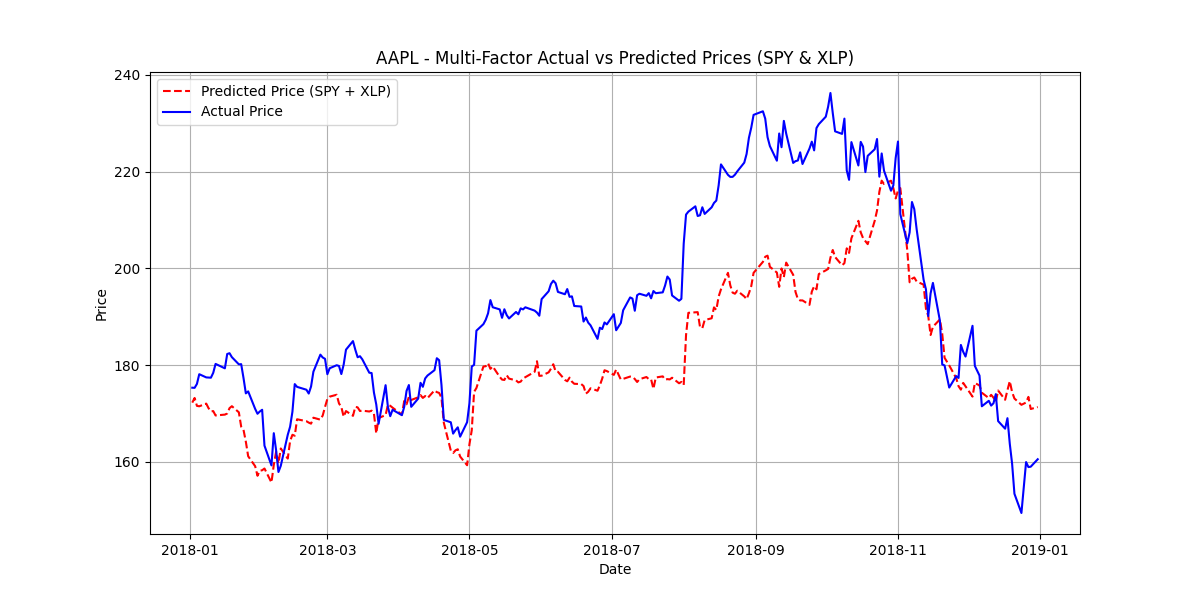 AAPL - Multi-Factor Actual vs Predicted Prices (SPY & XLP)
Predicted Price (SPY + XLP)
Actual Price
240
220
200
180
160
Price
2018-01 2018-03 2018-05 2018-07 2018-09 2018-11 2019-01
Date